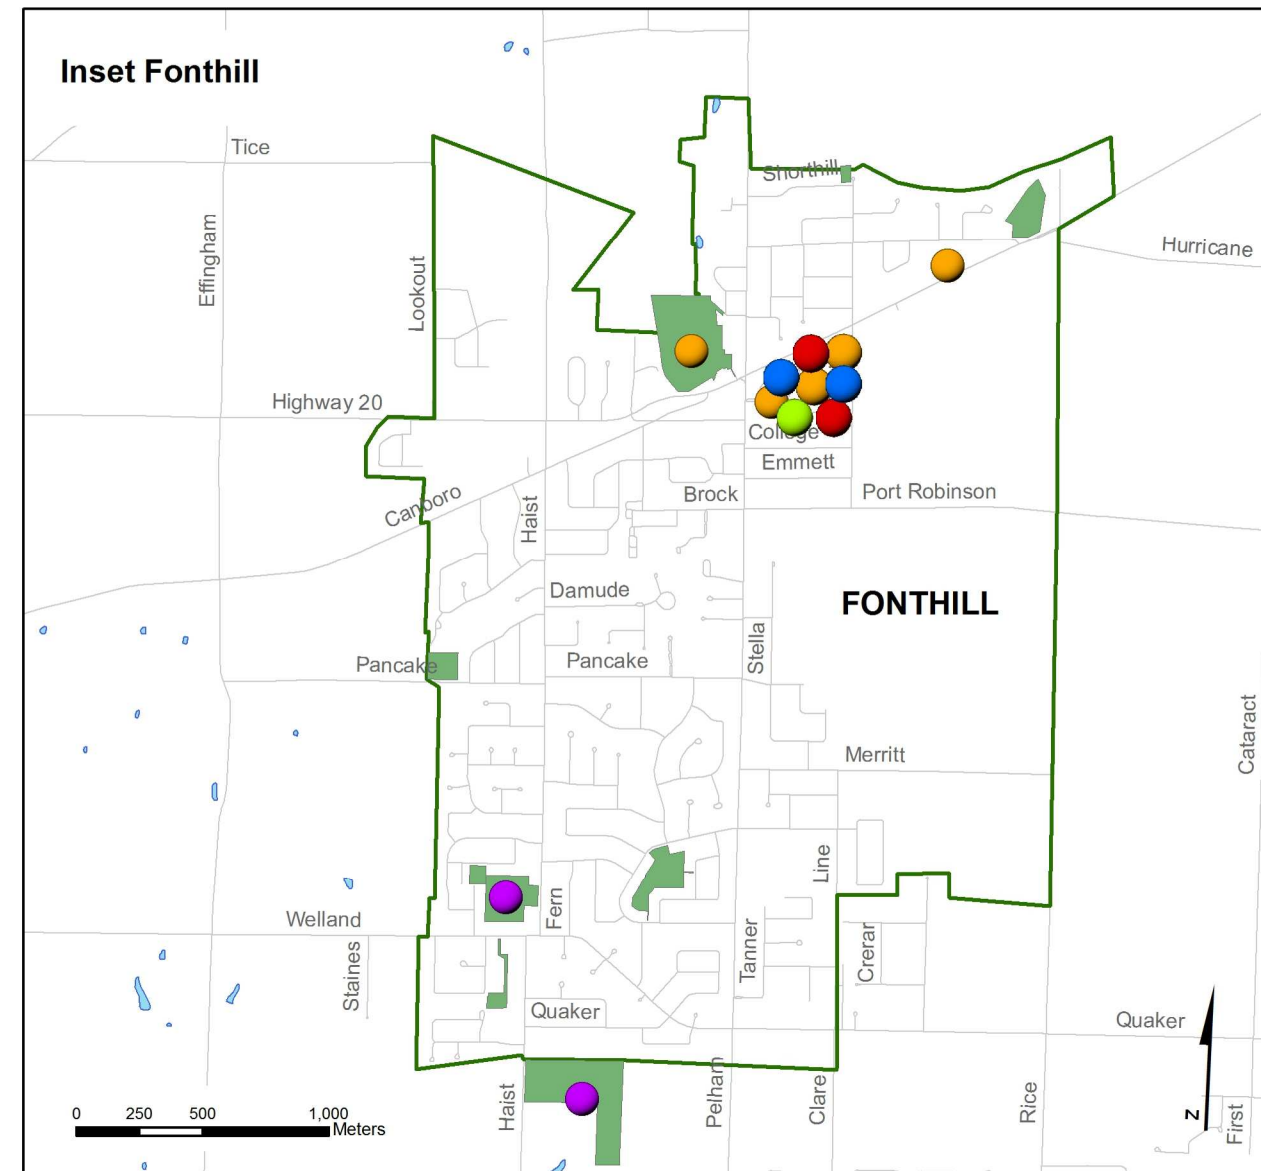 Inset Fonthill
Tice
Shorthill
Effingham
Lookout
Hurricane
Highway 20
College
Emmett
Canboro
Haist
Brock
Port Robinson
Damude
FONTHILL
Pancake
Pancake
Stella
Cataract
Merritt
Line
Welland
Fern
Staines
Tanner
Crerar
Quaker
Quaker
Haist
Pelham
Clare
Rice
First
Z
0 250 500 1,000
Meters